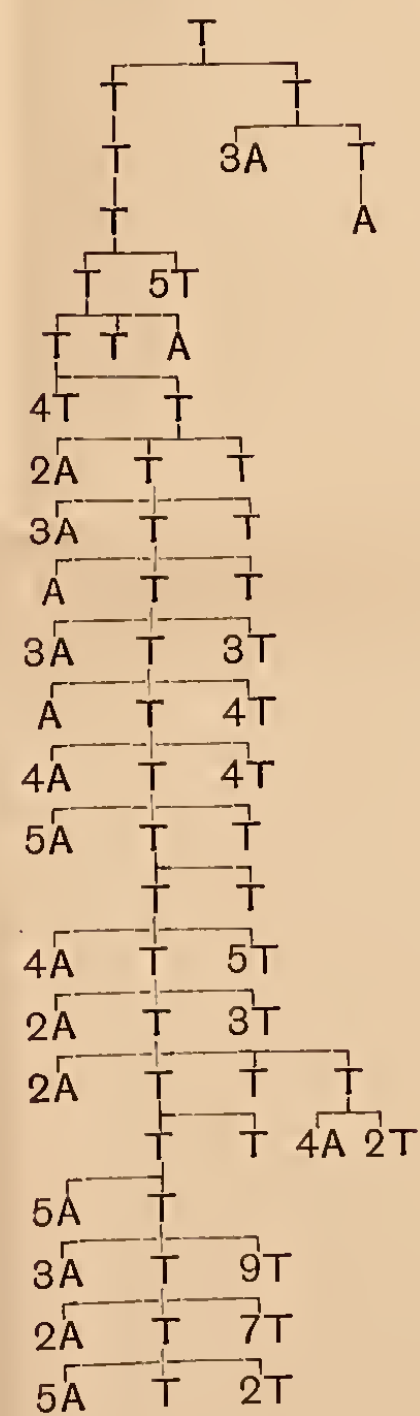 T
T T
T 3A T
T A
T 5T
T T A
4T T
2A T T
3A T T
A T T
3A T 3T
A T 4T
4A T 4T
5A T T
T T
4A T 5T
2A T 3T
2A T T T
T T 4A 2T
5A T
3A T 9T
2A T 7T
5A T 2T